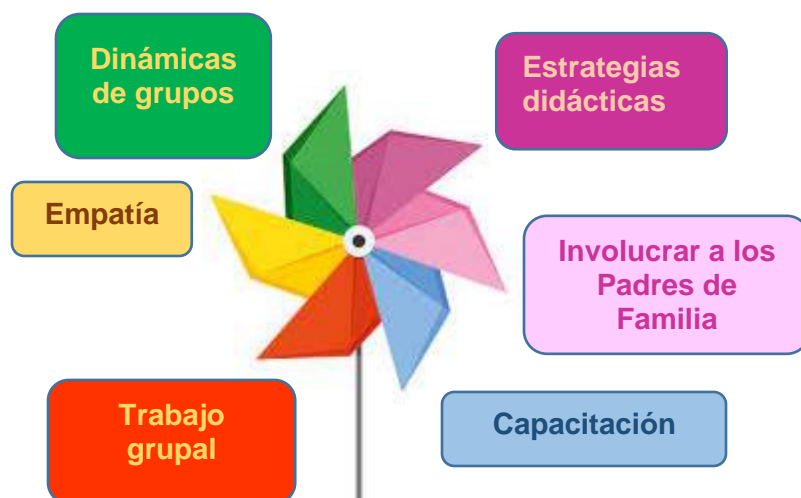 Dinámicas
de grupos
Estrategias
didácticas
Empatía
Involucrar a los
Padres de
Familia
Trabajo
grupal
Capacitación